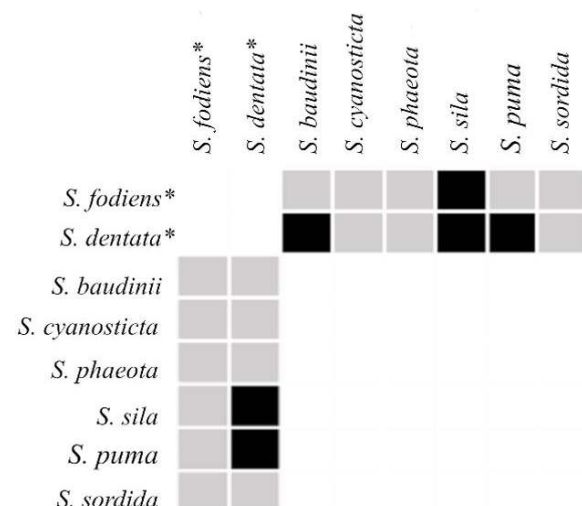 S. fodiens*
S. dentata*
S. baudinii
S. cyanosticta
S. phaeota
S. sila
S. puma
S. sordida
S. fodiens*
S. dentata*
S. baudinii
S. cyanosticta
S. phaeota
S. sila
S. puma
S. sordida